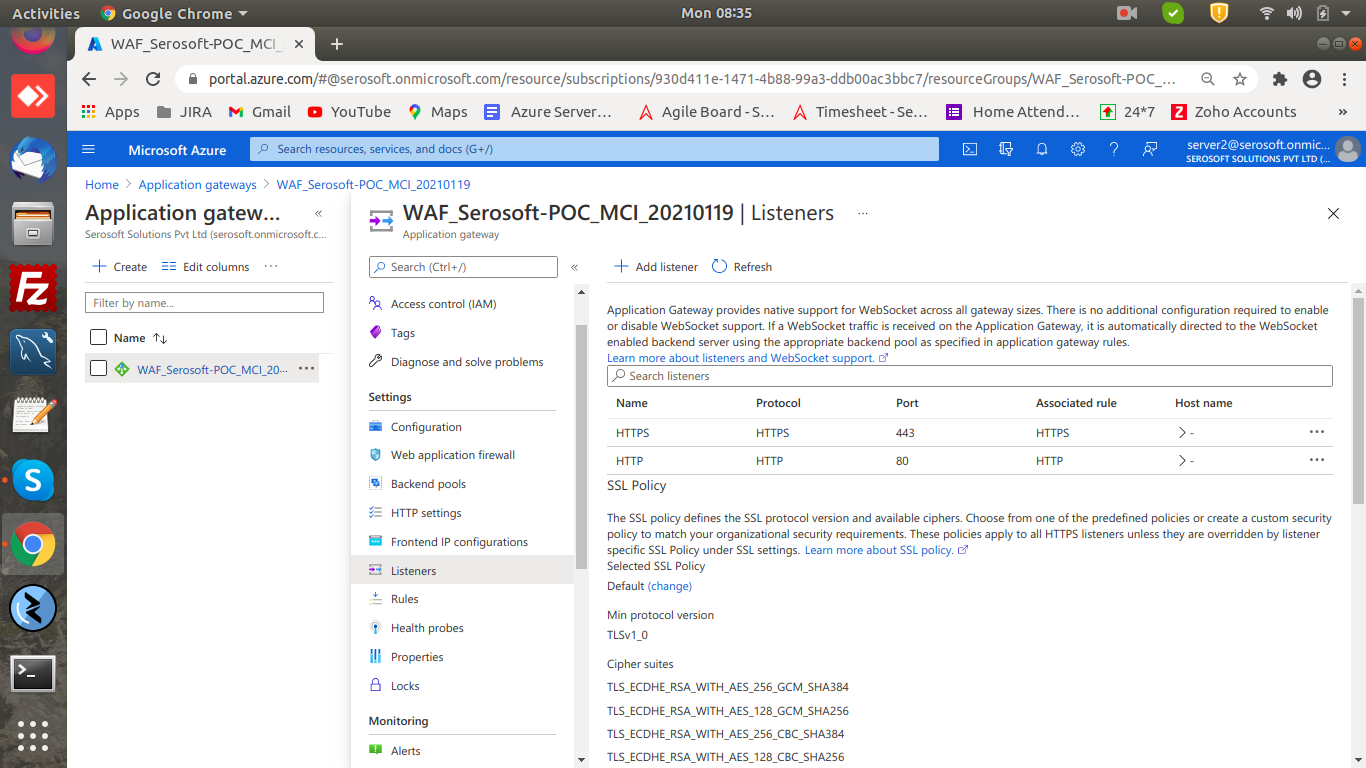 Activities
Google Chrome
Mon 08:35
WAF_Serosoft-POC_MCI_
portal.azure.com/#@serosoft.onmicrosoft.com/resource/subscriptions/930d411e-1471-4b88-99a3-ddb00ac3bbc7/resourceGroups/WAF_Serosoft-POC_...
Apps
JIRA
Gmail
YouTube
Maps
Azure Server...
Agile Board - S...
Timesheet - Se...
Home Attend...
24*7
Zoho Accounts
»
Microsoft Azure
Search resources, services, and docs (G+/)
server2@serosoft.onmic...
SEROSOFT SOLUTIONS PVT LTD (...
Home > Application gateways > WAF_Serosoft-POC_MCI_20210119
Application gatew...
Serosoft Solutions Pvt Ltd (serosoft.onmicrosoft.c...
Create
Edit columns
...
Filter by name...
Name
WAF_Serosoft-POC_MCI_20...
WAF_Serosoft-POC_MCI_20210119 | Listeners
...
Application gateway
Search (Ctrl+/)
Access control (IAM)
Tags
Diagnose and solve problems
Settings
Configuration
Web application firewall
Backend pools
HTTP settings
Frontend IP configurations
Listeners
Rules
Health probes
Properties
Locks
Monitoring
Alerts
Add listener
Refresh
Application Gateway provides native support for WebSocket across all gateway sizes. There is no additional configuration required to enable
or disable WebSocket support. If a WebSocket traffic is received on the Application Gateway, it is automatically directed to the WebSocket
enabled backend server using the appropriate backend pool as specified in application gateway rules.
Learn more about listeners and WebSocket support.
Search listeners
Name Protocol Port Associated rule Host name
HTTPS HTTPS 443 HTTPS > -
HTTP HTTP 80 HTTP > -
SSL Policy
The SSL policy defines the SSL protocol version and available ciphers. Choose from one of the predefined policies or create a custom security
policy to match your organizational security requirements. These policies apply to all HTTPS listeners unless they are overridden by listener
specific SSL Policy under SSL settings. Learn more about SSL policy.
Selected SSL Policy
Default (change)
Min protocol version
TLSv1_0
Cipher suites
TLS_ECDHE_RSA_WITH_AES_256_GCM_SHA384
TLS_ECDHE_RSA_WITH_AES_128_GCM_SHA256
TLS_ECDHE_RSA_WITH_AES_256_CBC_SHA384
TLS_ECDHE_RSA_WITH_AES_128_CBC_SHA256